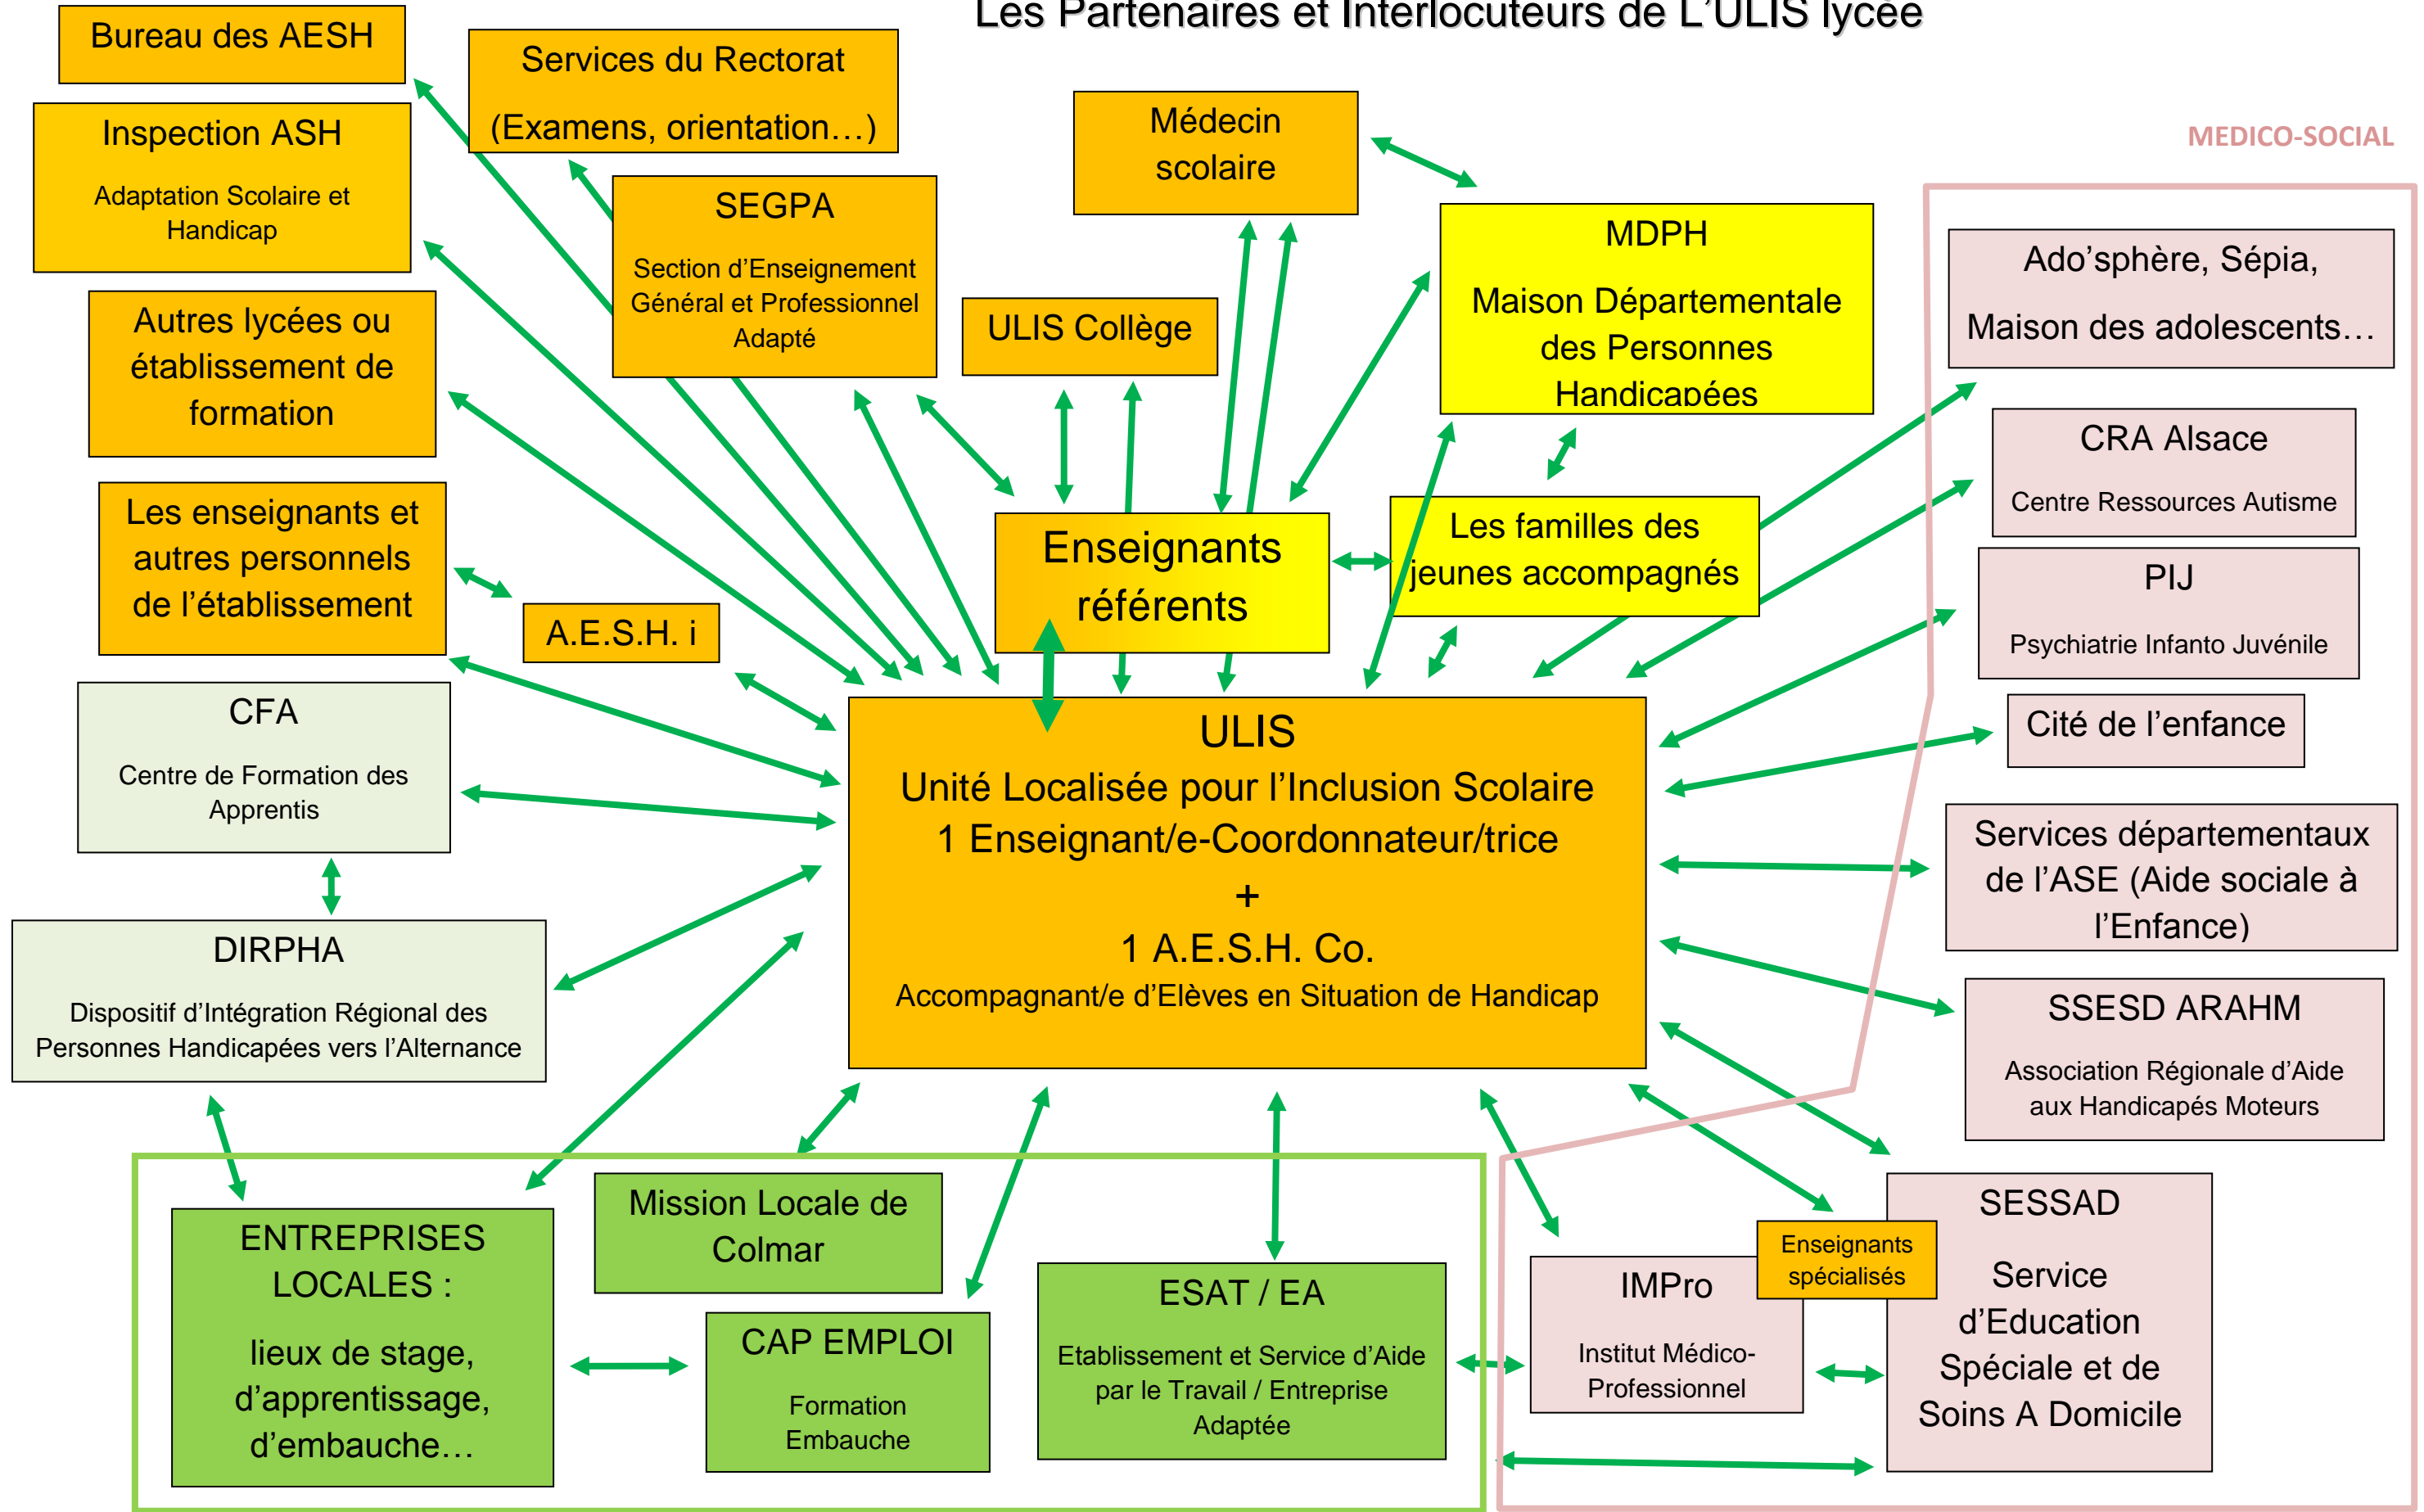 Les Partenaires et Interlocuteurs de L'ULIS lycée
Bureau des AESH
Services du Rectorat
(Examens, orientation…)
Inspection ASH
Adaptation Scolaire et
Handicap
SEGPA
Section d'Enseignement
Général et Professionnel
Adapté
Médecin
scolaire
MEDICO-SOCIAL
MDPH
Maison Départementale
des Personnes
Handicapées
Ado'sphère, Sépia,
Maison des adolescents…
Autres lycées ou
établissement de
formation
ULIS Collège
CRA Alsace
Centre Ressources Autisme
Les enseignants et
autres personnels
de l'établissement
A.E.S.H. i
Enseignants
référents
Les familles des
jeunes accompagnés
PIJ
Psychiatrie Infanto Juvénile
CFA
Centre de Formation des
Apprentis
ULIS
Unité Localisée pour l'Inclusion Scolaire
1 Enseignant/e-Coordonnateur/trice
+
1 A.E.S.H. Co.
Accompagnant/e d'Elèves en Situation de Handicap
Cité de l'enfance
Services départementaux
de l'ASE (Aide sociale à
l'Enfance)
DIRPHA
Dispositif d'Intégration Régional des
Personnes Handicapées vers l'Alternance
SSESD ARAHM
Association Régionale d'Aide
aux Handicapés Moteurs
ENTREPRISES
LOCALES :
lieux de stage,
d'apprentissage,
d'embauche…
Mission Locale de
Colmar
CAP EMPLOI
Formation
Embauche
ESAT / EA
Etablissement et Service d'Aide
par le Travail / Entreprise
Adaptée
IMPro
Institut Médico-
Professionnel
Enseignants
spécialisés
SESSAD
Service
d'Education
Spéciale et de
Soins A Domicile